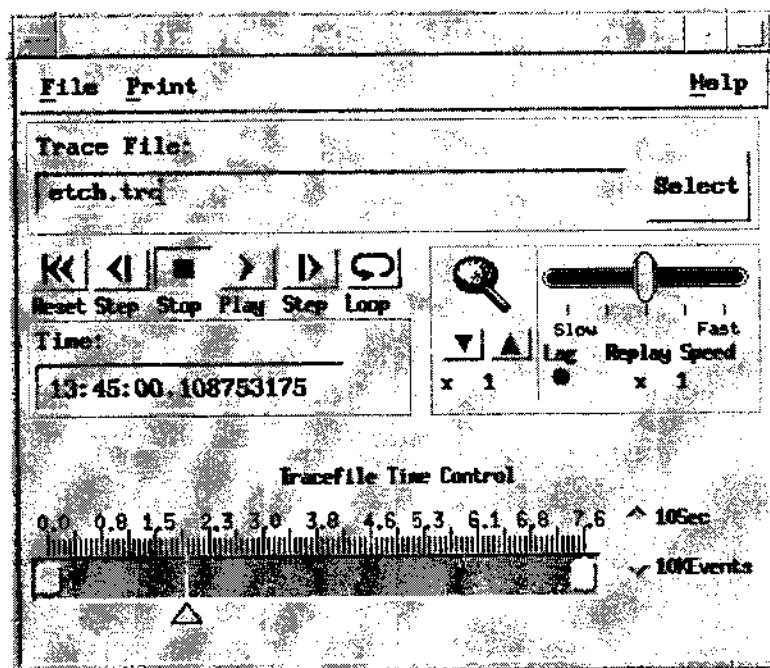 File Print Help
Trace File:
etch.trc
Select
Reset Step Stop Play Step Loop
Time:
13:45:00.108753175
Slow Fast
Lag Replay Speed
x 1 x 1
Tracefile Time Control
0.0 0.8 1.5 2.3 3.0 3.8 4.6 5.3 6.1 6.8 7.6
10Sec
10KEvents